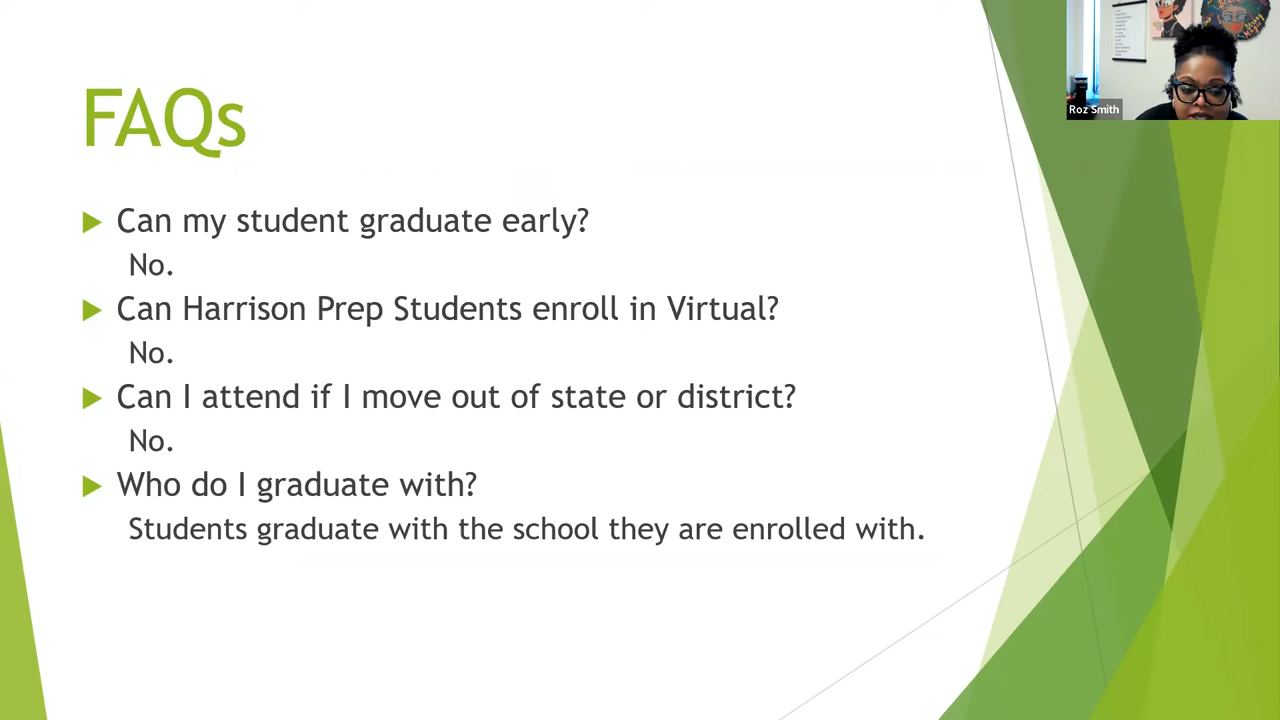 FAQs
Can my student graduate early?
No.
Can Harrison Prep Students enroll in Virtual?
No.
Can I attend if I move out of state or district?
No.
Who do I graduate with?
Students graduate with the school they are enrolled with.
Roz Smith